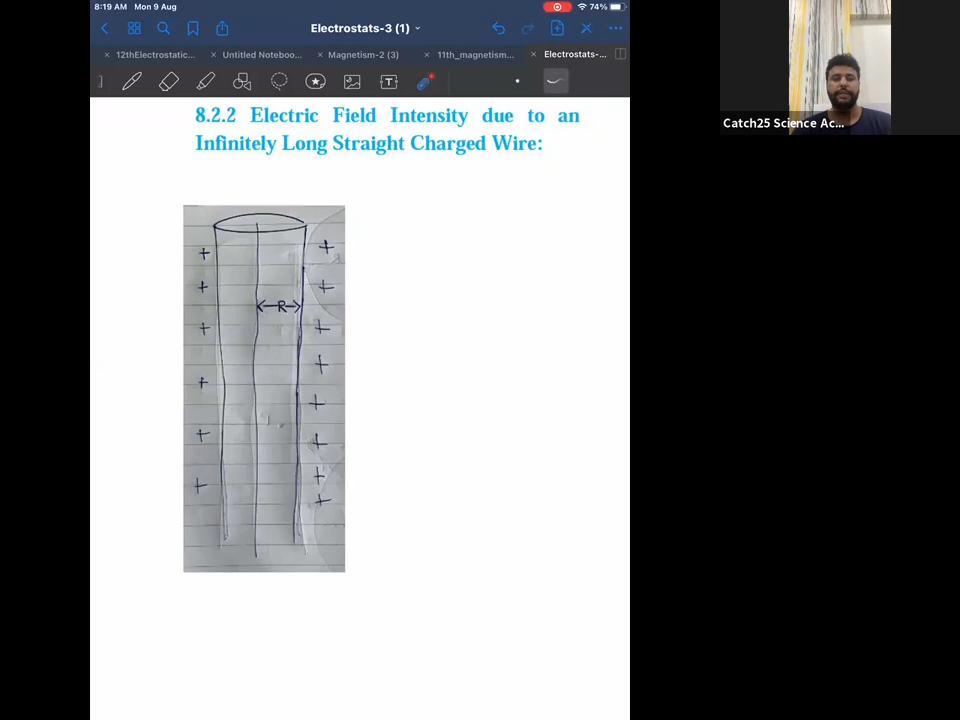 8:19 AM Mon 9 Aug
74%
Electrostats-3 (1)
12thElectrostatic... Untitled Noteboo... Magnetism-2 (3) 11th_magnetism... Electrostats-...
8.2.2 Electric Field Intensity due to an
Infinitely Long Straight Charged Wire:
+ +
+ +
R
+ +
+
+
+
+ +
+
+ +
Catch25 Science Ac...